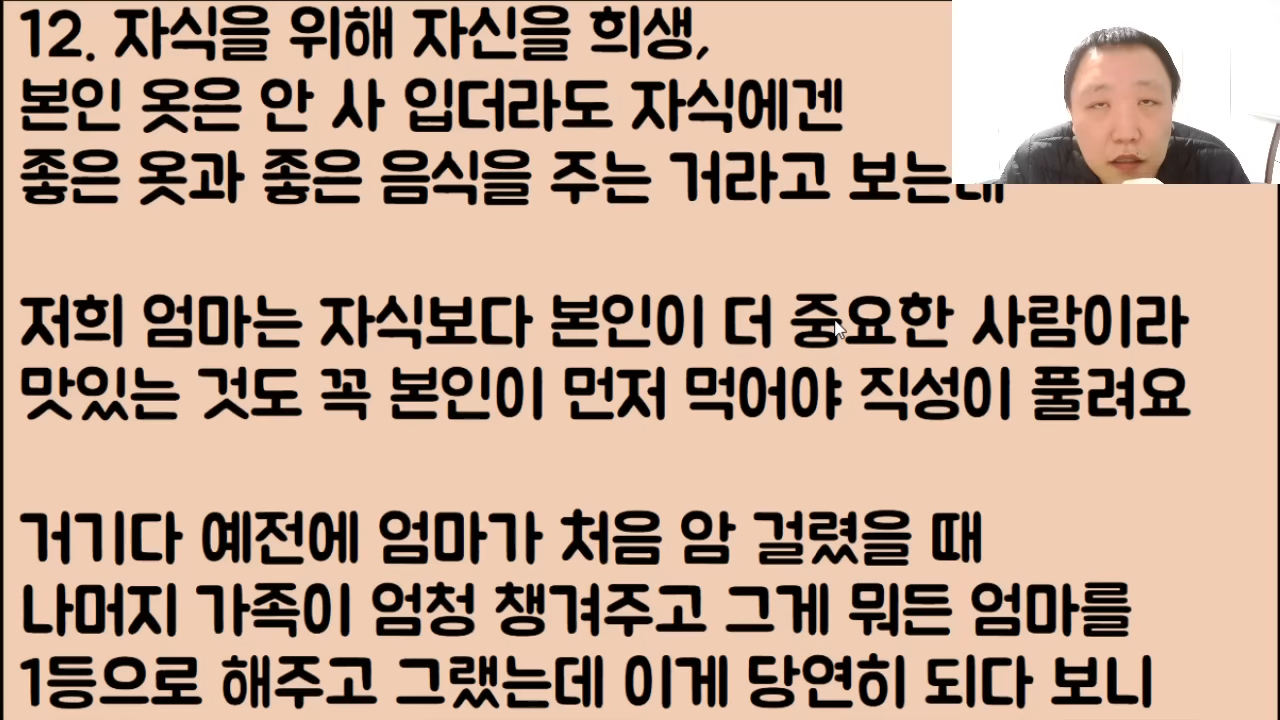 12. 자식을 위해 자신을 희생,
본인 옷은 안 사 입더라도 자식에겐
좋은 옷과 좋은 음식을 주는 거라고 보는데
저희 엄마는 자식보다 본인이 더 중요한 사람이라
맛있는 것도 꼭 본인이 먼저 먹어야 직성이 풀려요
거기다 예전에 엄마가 처음 암 걸렸을 때
나머지 가족이 엄청 챙겨주고 그게 뭐든 엄마를
1등으로 해주고 그랬는데 이게 당연히 되다 보니